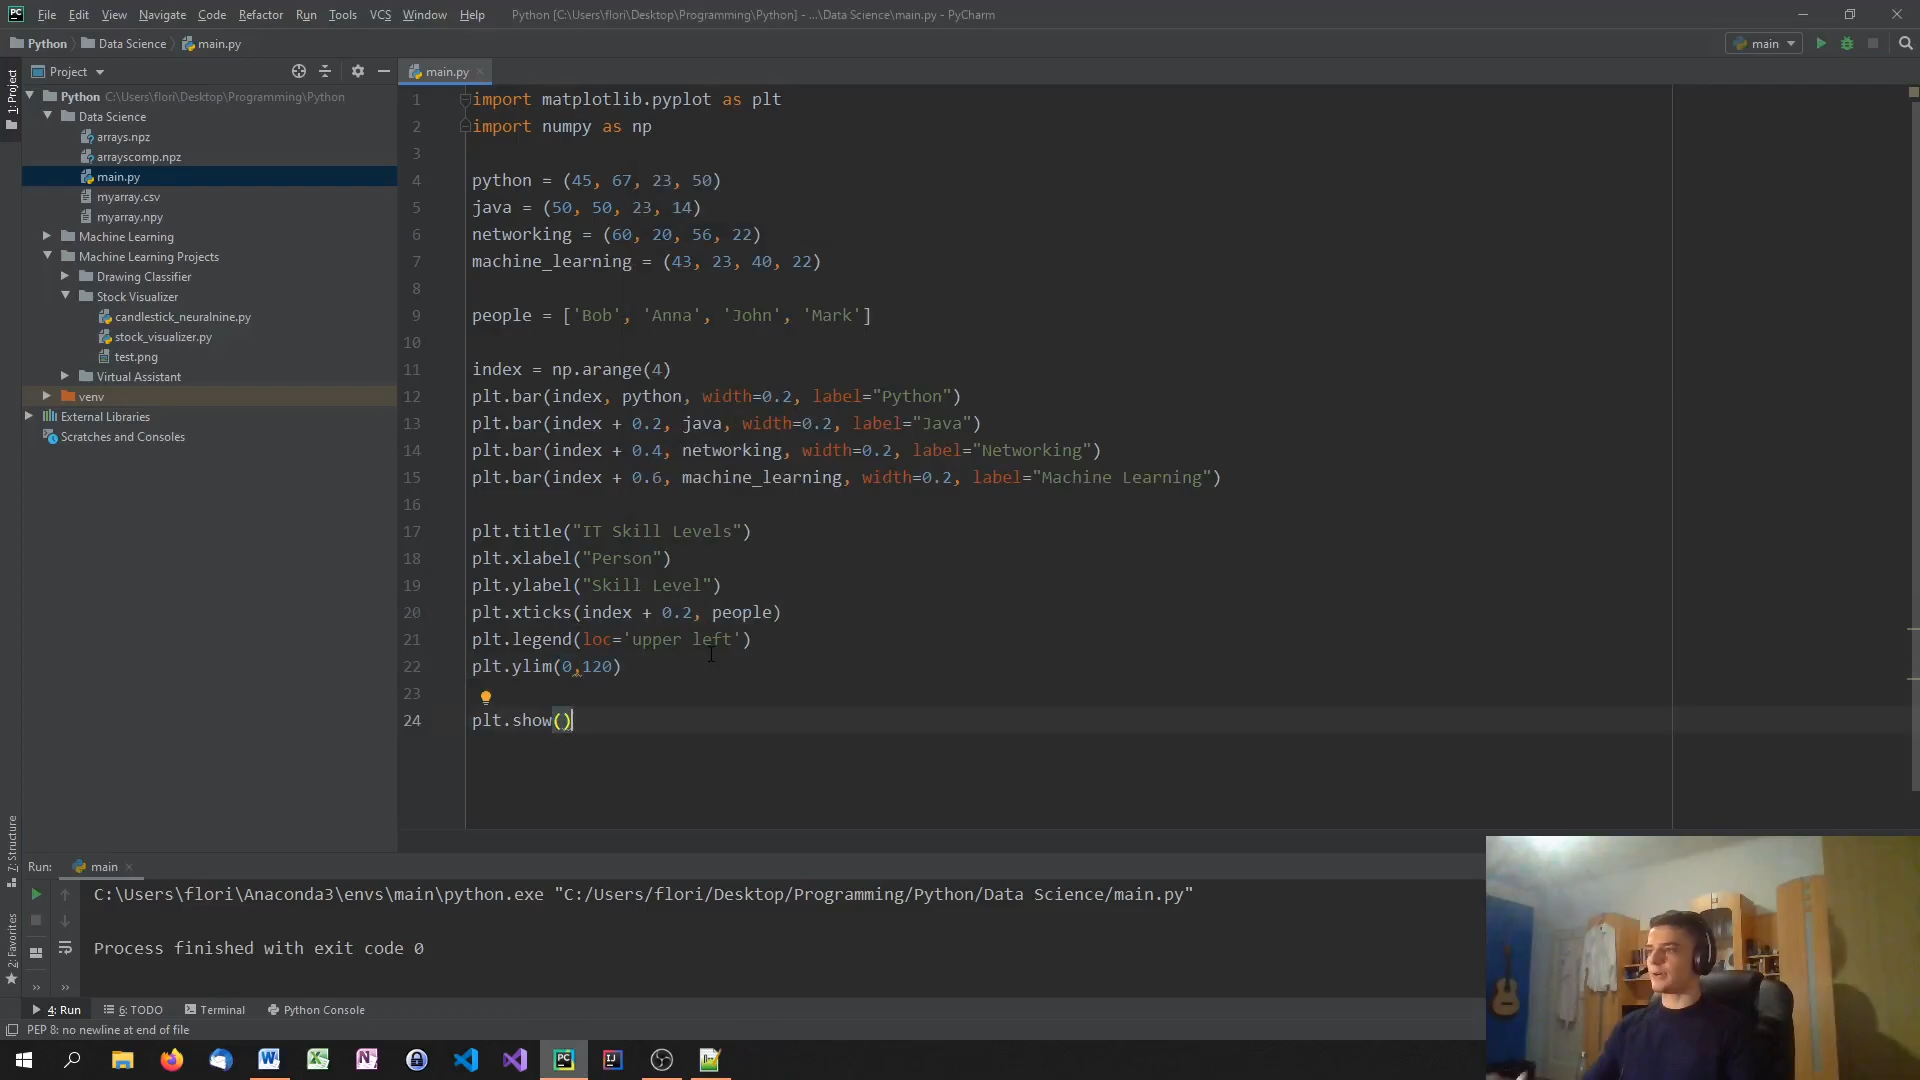 File Edit View Navigate Code Refactor Run Tools VCS Window Help Python [C:\Users\flori\Desktop\Programming\Python] - ...\Data Science\main.py - PyCharm
Python Data Science main.py main
Project main.py
1: Project
Python C:\Users\flori\Desktop\Programming\Python
Data Science
arrays.npz
arrayscomp.npz
main.py
myarray.csv
myarray.npy
Machine Learning
Machine Learning Projects
Drawing Classifier
Stock Visualizer
candlestick_neuralnine.py
stock_visualizer.py
test.png
Virtual Assistant
venv
External Libraries
Scratches and Consoles
1 import matplotlib.pyplot as plt
2 import numpy as np
3
4 python = (45, 67, 23, 50)
5 java = (50, 50, 23, 14)
6 networking = (60, 20, 56, 22)
7 machine_learning = (43, 23, 40, 22)
8
9 people = ['Bob', 'Anna', 'John', 'Mark']
10
11 index = np.arange(4)
12 plt.bar(index, python, width=0.2, label="Python")
13 plt.bar(index + 0.2, java, width=0.2, label="Java")
14 plt.bar(index + 0.4, networking, width=0.2, label="Networking")
15 plt.bar(index + 0.6, machine_learning, width=0.2, label="Machine Learning")
16
17 plt.title("IT Skill Levels")
18 plt.xlabel("Person")
19 plt.ylabel("Skill Level")
20 plt.xticks(index + 0.2, people)
21 plt.legend(loc='upper left')
22 plt.ylim(0,120)
23
24 plt.show()
7: Structure
2: Favorites
Run: main
C:\Users\flori\Anaconda3\envs\main\python.exe "C:/Users/flori/Desktop/Programming/Python/Data Science/main.py"
Process finished with exit code 0
4: Run 6: TODO Terminal Python Console
PEP 8: no newline at end of file